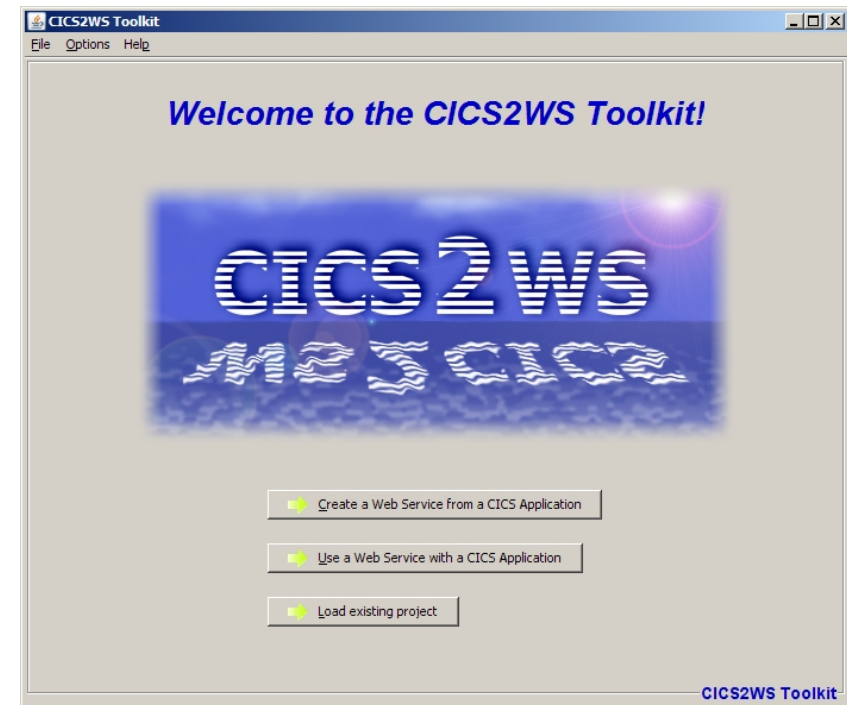 CICS2WS Toolkit
File Options Help
Welcome to the CICS2WS Toolkit!
CICS2WS
WS2CICS
Create a Web Service from a CICS Application
Use a Web Service with a CICS Application
Load existing project
CICS2WS Toolkit